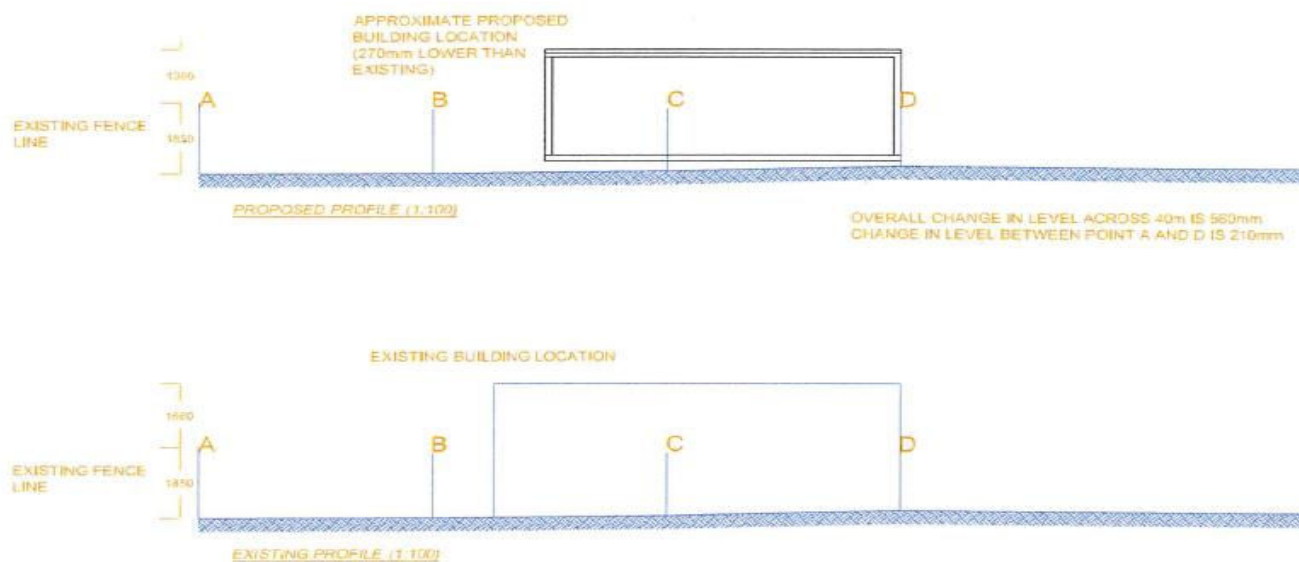 APPROXIMATE PROPOSED
BUILDING LOCATION
(270mm LOWER THAN
EXISTING)
A
B
C
D
EXISTING FENCE
LINE
1850
PROPOSED PROFILE (1:100)
OVERALL CHANGE IN LEVEL ACROSS 40m IS 560mm
CHANGE IN LEVEL BETWEEN POINT A AND D IS 210mm
EXISTING BUILDING LOCATION
1660
A
B
C
D
EXISTING FENCE
LINE
1850
EXISTING PROFILE (1:100)